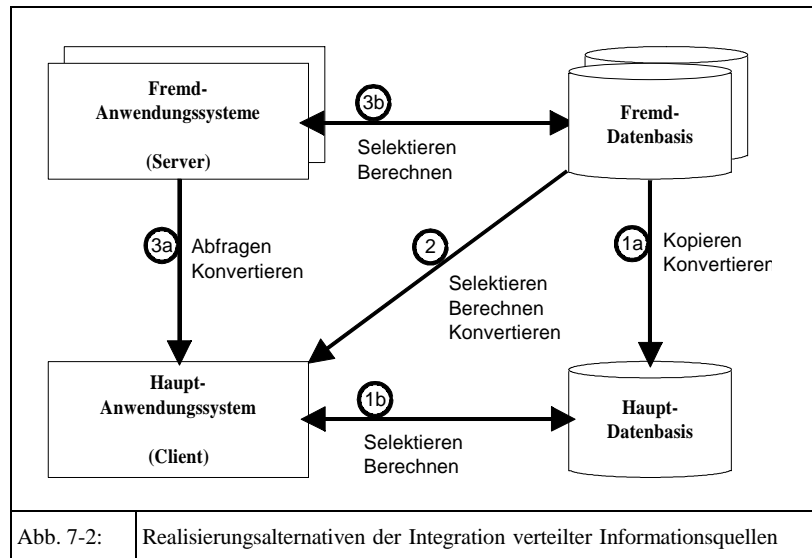 Fremd-
Anwendungssysteme
(Server)
3b
Selektieren
Berechnen
Fremd-
Datenbasis
3a
Abfragen
Konvertieren
2
Selektieren
Berechnen
Konvertieren
1a
Kopieren
Konvertieren
Haupt-
Anwendungssystem
(Client)
1b
Selektieren
Berechnen
Haupt-
Datenbasis
Abb. 7-2: Realisierungsalternativen der Integration verteilter Informationsquellen